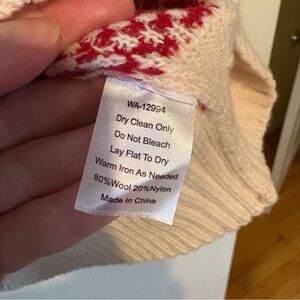 WA-12994
Dry Clean Only
Do Not Bleach
Lay Flat To Dry
Warm Iron As Needed
80%Wool 20%Nylon
Made In China